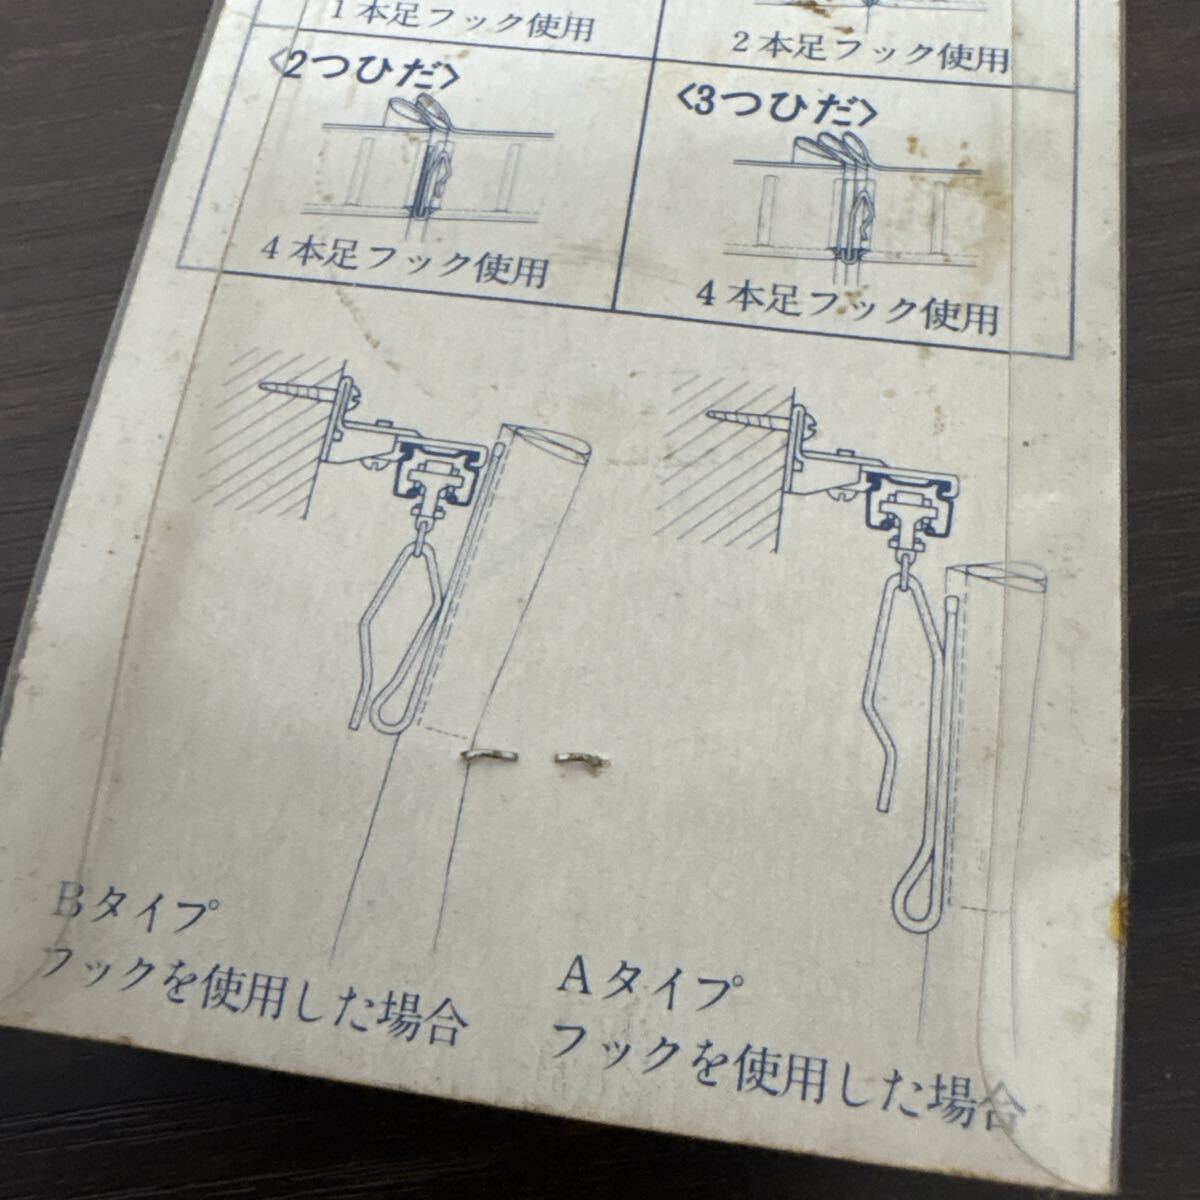 1本足フック使用
2本足フック使用
<2つひだ>
<3つひだ>
4本足フック使用
4本足フック使用
Bタイプ
フックを使用した場合
Aタイプ
フックを使用した場合